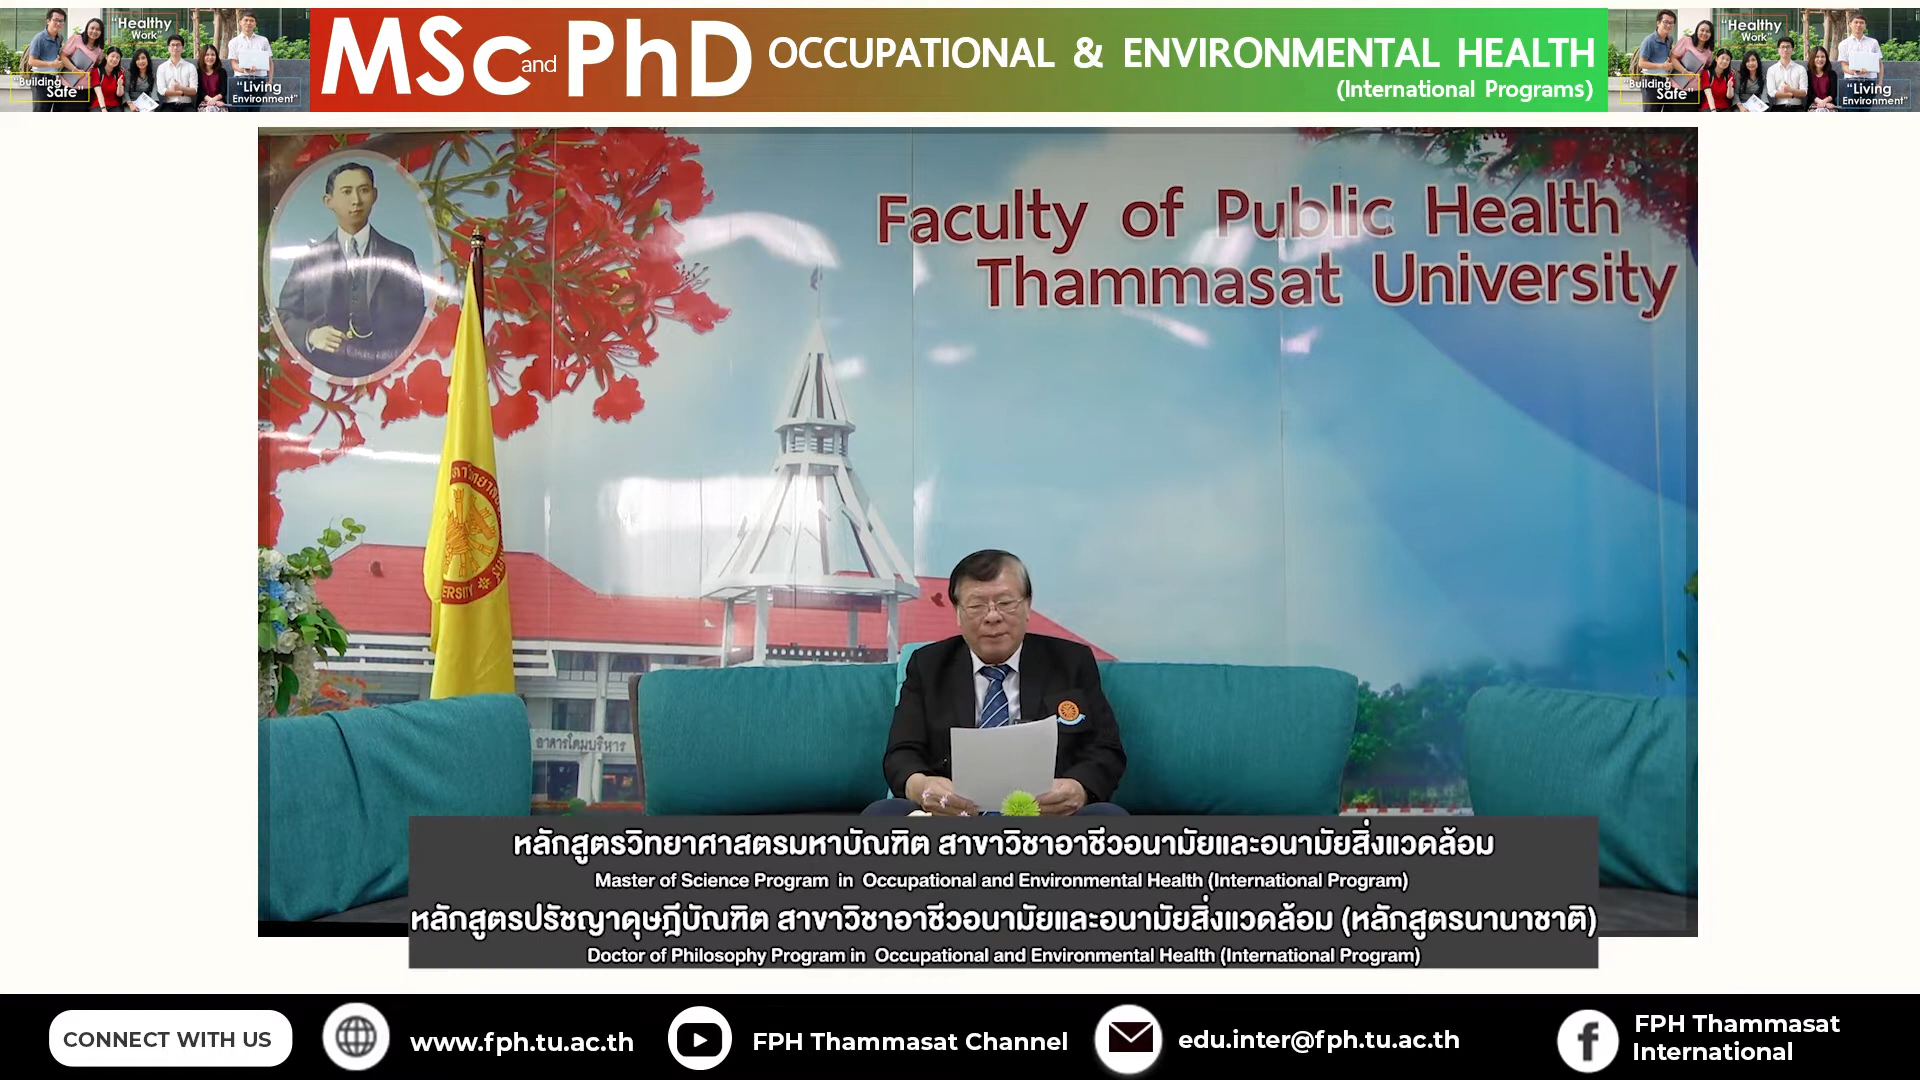 "Healthy
Work"
"Building
Safe"
"Living
Environment"
MSc and PhD OCCUPATIONAL & ENVIRONMENTAL HEALTH
(International Programs)
"Healthy
Work"
"Building
Safe"
"Living
Environment"
Faculty of Public Health
Thammasat University
อาคารโดมบริหาร
หลักสูตรวิทยาศาสตรมหาบัณฑิต สาขาวิชาอาชีวอนามัยและอนามัยสิ่งแวดล้อม
Master of Science Program in Occupational and Environmental Health (International Program)
หลักสูตรปรัชญาดุษฎีบัณฑิต สาขาวิชาอาชีวอนามัยและอนามัยสิ่งแวดล้อม (หลักสูตรนานาชาติ)
Doctor of Philosophy Program in Occupational and Environmental Health (International Program)
CONNECT WITH US
www.fph.tu.ac.th
FPH Thammasat Channel
edu.inter@fph.tu.ac.th
FPH Thammasat
International